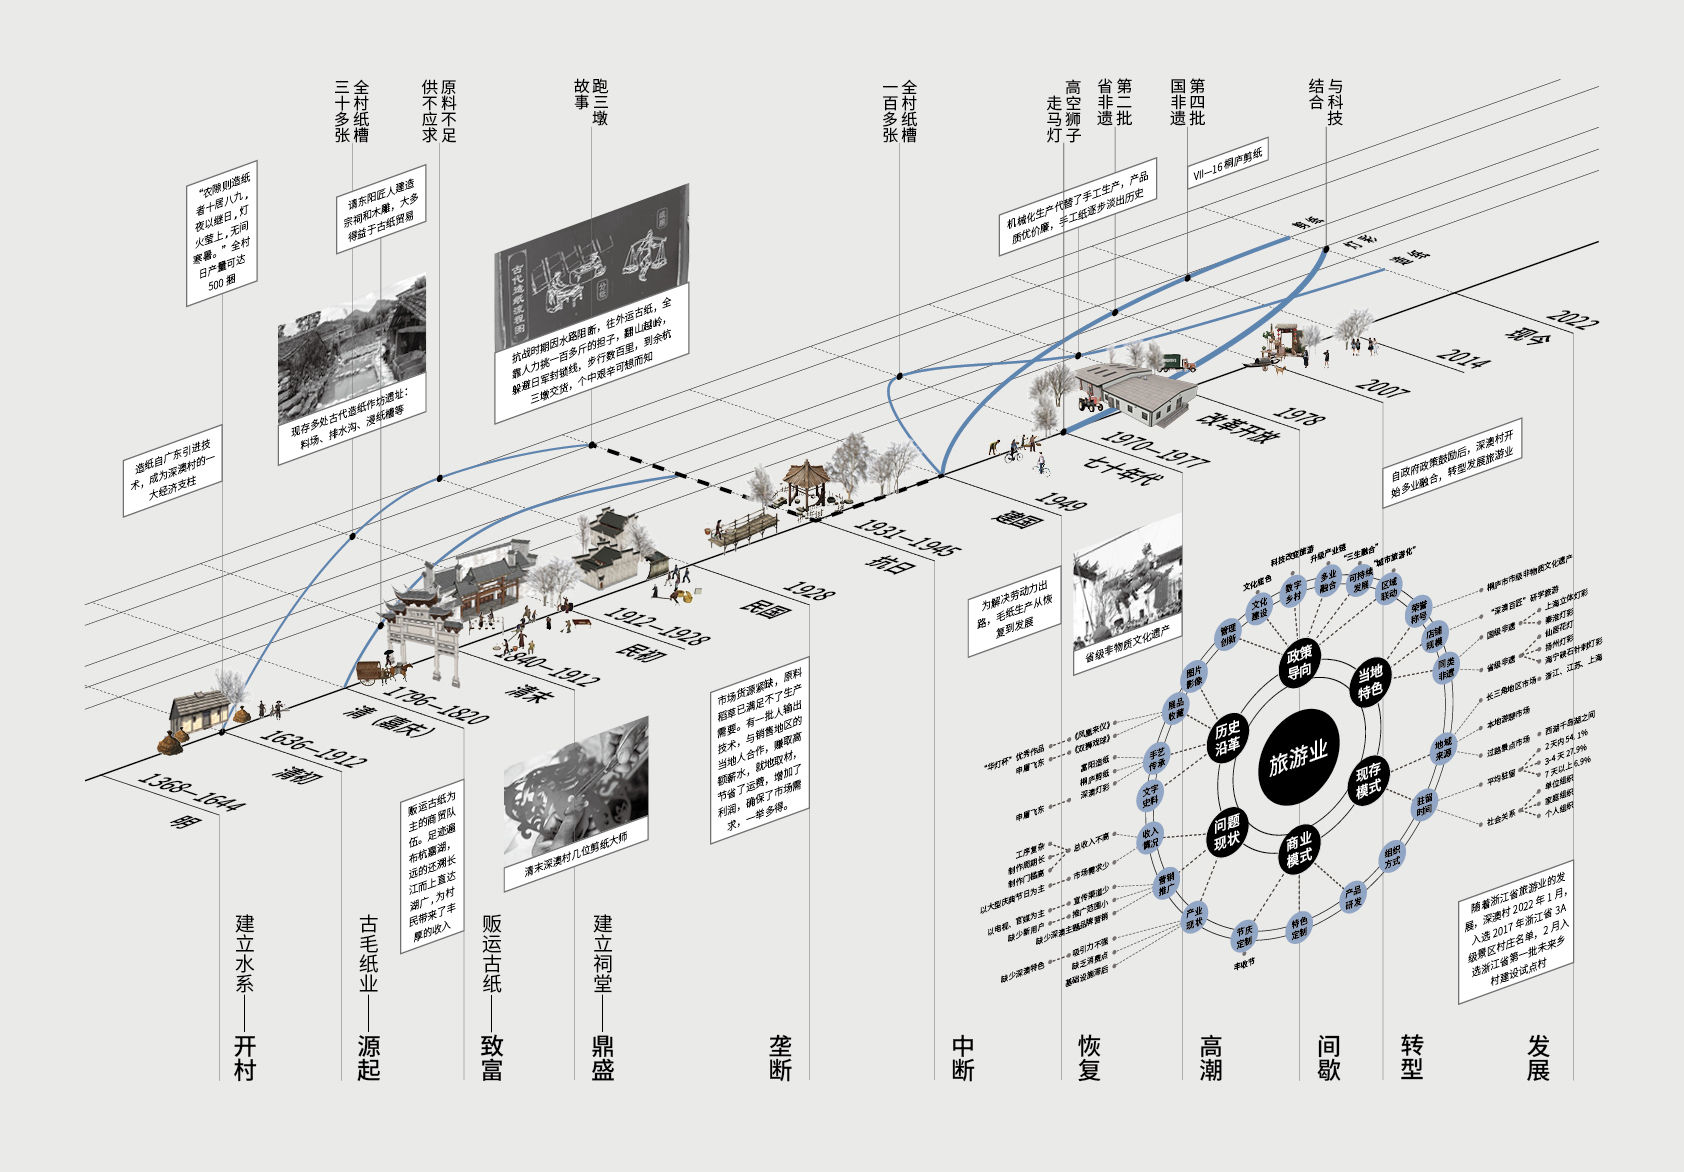 全村纸槽
三十多张
原料不足
供不应求
跑三墩
故事
全村纸槽
一百多张
高空狮子
走马灯
第二批
省非遗
第四批
国非遗
与科技
结合
“农隙则造纸
者十居八九,
夜以继日,灯
火莹上,无间
寒暑。”全村
日产量可达
500 捆
请东阳匠人建造
宗祠和木雕，大多
得益于古纸贸易
古代造纸流程图
机械化生产代替了手工生产，产品
质优价廉，手工纸逐步淡出历史
VII—16 桐庐剪纸
现存多处古代造纸作坊遗址：
料场、排水沟、浸纸槽等
抗战时期因水路阻断，往外运古纸，全
靠人力挑一百多斤的担子，翻山越岭，
躲避日军封锁线，步行数百里，到余杭
三墩交货，个中艰辛可想而知
造纸自广东引进技
术，成为深澳村的一
大经济支柱
1368—1644
明
1636—1912
清初
1796—1820
清（嘉庆）
1840—1912
清末
1912—1928
民初
1928
民国
1931—1945
抗日
1949
建国
1970—1977
七十年代
1978
改革开放
2007
2014
2022
现今
自政府政策鼓励后，深澳村开
始多业融合，转型发展旅游业
为解决劳动力出
路，毛纸生产从恢
复到发展
省级非物质文化遗产
市场货源紧缺，原料
稻草已满足不了生产
需要。有一批人输出
技术，与销售地区的
当地人合作，赚取高
额薪水，就地取材，
节省了运费，增加了
利润，确保了市场需
求，一举多得。
清末深澳村几位剪纸大师
贩运古纸为
主的商贸队
伍。足迹遍
布杭嘉湖，
远的还溯长
江而上直达
湖广,为村
民带来了丰
厚的收入
随着浙江省旅游业的发
展，深澳村 2022 年 1 月，
入选 2017 年浙江省 3A
级景区村庄名单，2 月入
选浙江省第一批未来乡
村建设试点村
旅游业
政策
导向
当地
特色
现存
模式
商业
模式
问题
现状
历史
沿革
科技改变旅游
升级产业链
“三生融合”
“城市旅游化”
文化底色
管理
创新
文化
建设
数字
乡村
多业
融合
可持续
发展
区域
联动
荣誉
称号
店铺
规模
同类
非遗
地域
来源
驻留
时间
组织
方式
产品
研发
特色
定制
节庆
定制
丰收节
产业
现状
营销
推广
收入
情况
文字
史料
手艺
传承
展品
收藏
图片
影像
桐庐市市级非物质文化遗产
“深澳百匠”研学旅游
国级非遗
上海立体灯彩
秦淮灯彩
仙居花灯
省级非遗
扬州灯彩
海宁硖石针刺灯彩
长三角地区市场
浙江、江苏、上海
本地游憩市场
过路景点市场
西湖千岛湖之间
平均驻留
2天内 54.1%
3-4 天 27.9%
7 天以上 6.9%
社会关系
单位组织
家庭组织
个人组织
“华灯杯”优秀作品
《凤凰来仪》
《双狮戏球》
申屠飞东
富阳造纸
桐庐剪纸
深澳灯彩
申屠飞东
工序复杂
制作周期长
制作门槛高
总收入不高
以大型庆典节日为主
市场需求少
以电视、官媒为主
宣传渠道少
缺少新用户
推广范围小
缺少深澳主题品牌营销
缺少深澳特色
吸引力不强
缺乏消费点
基础设施滞后
建立水系
开村
古毛纸业
源起
贩运古纸
致富
建立祠堂
鼎盛
垄断
中断
恢复
高潮
间歇
转型
发展